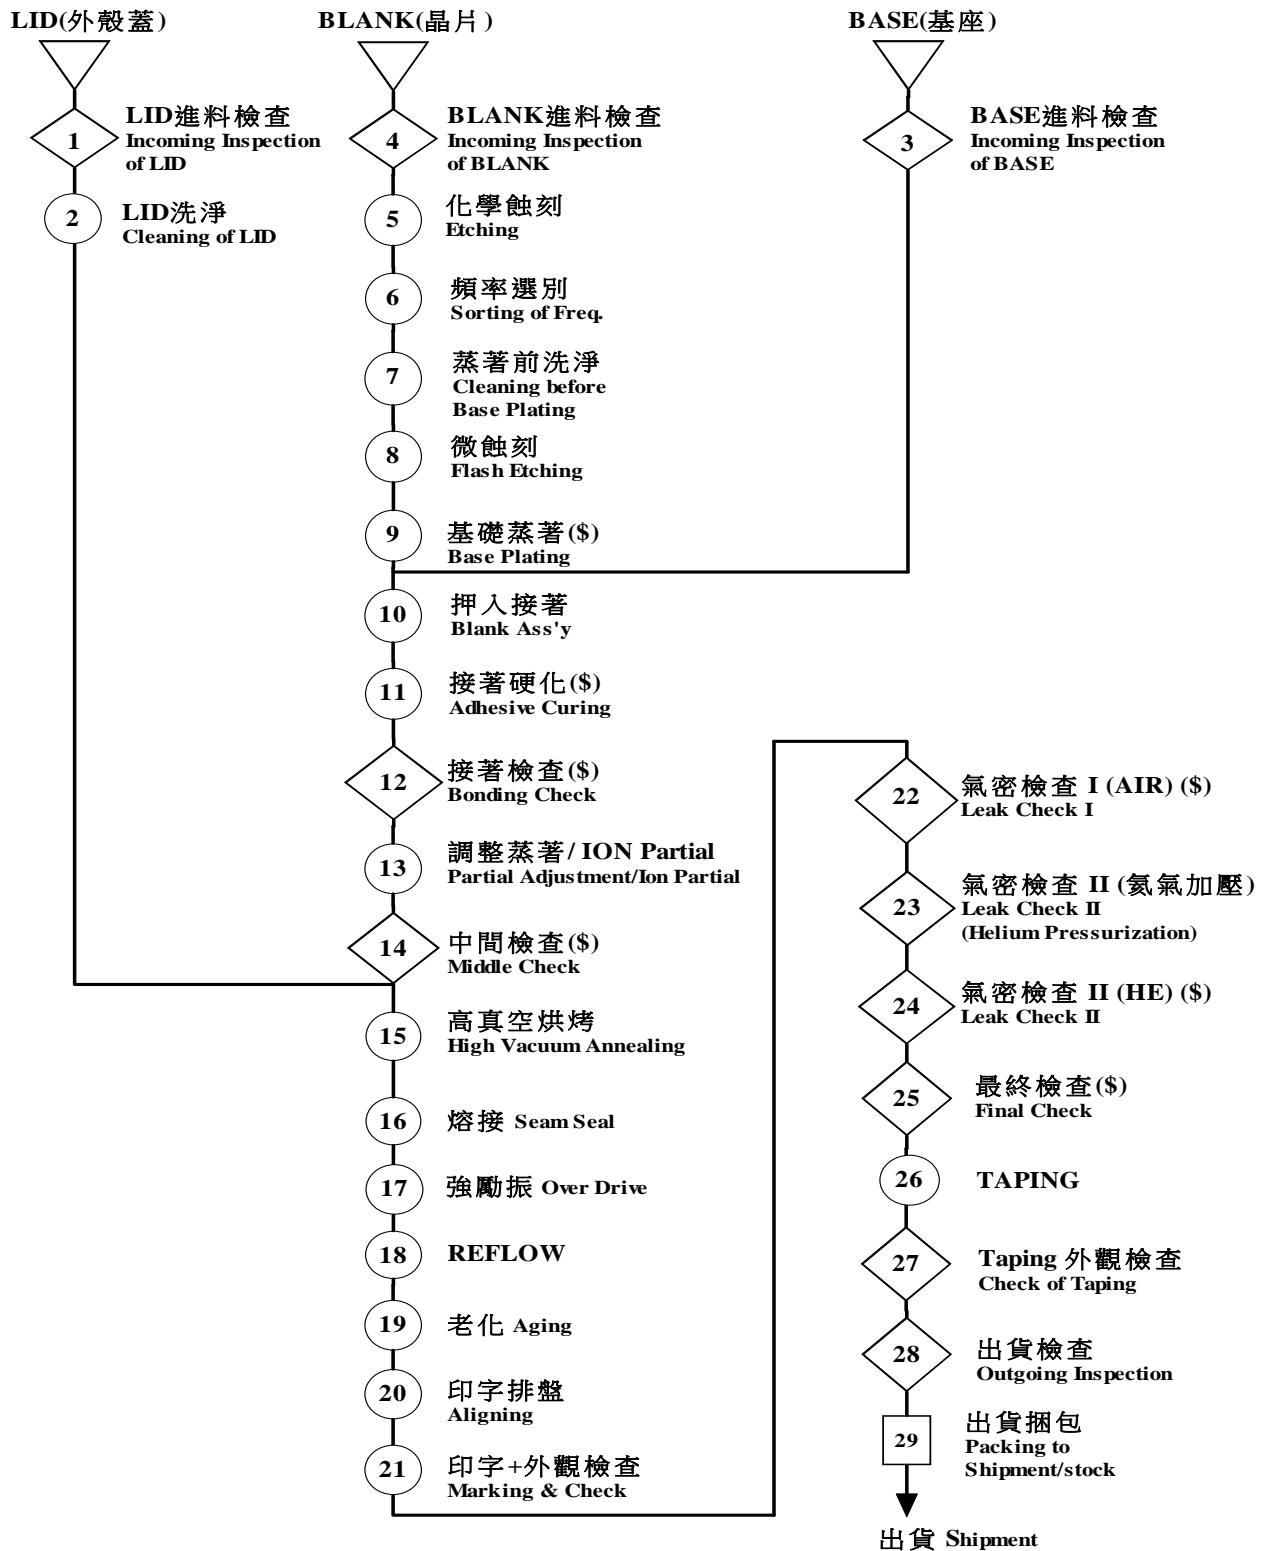 LID(外殼蓋)
1
LID進料檢查
Incoming Inspection
of LID
2
LID洗淨
Cleaning of LID
BLANK(晶片)
4
BLANK進料檢查
Incoming Inspection
of BLANK
5
化學蝕刻
Etching
6
頻率選別
Sorting of Freq.
7
蒸著前洗淨
Cleaning before
Base Plating
8
微蝕刻
Flash Etching
9
基礎蒸著($)
Base Plating
BASE(基座)
3
BASE進料檢查
Incoming Inspection
of BASE
10
押入接著
Blank Ass'y
11
接著硬化($)
Adhesive Curing
12
接著檢查($)
Bonding Check
13
調整蒸著/ ION Partial
Partial Adjustment/Ion Partial
14
中間檢查($)
Middle Check
15
高真空烘烤
High Vacuum Annealing
16
熔接 Seam Seal
17
強勵振 Over Drive
18
REFLOW
19
老化 Aging
20
印字排盤
Aligning
21
印字+外觀檢查
Marking & Check
22
氣密檢查 I (AIR) ($)
Leak Check I
23
氣密檢查 II (氦氣加壓)
Leak Check II
(Helium Pressurization)
24
氣密檢查 II (HE) ($)
Leak Check II
25
最終檢查($)
Final Check
26
TAPING
27
Taping 外觀檢查
Check of Taping
28
出貨檢查
Outgoing Inspection
29
出貨捆包
Packing to
Shipment/stock
出貨 Shipment